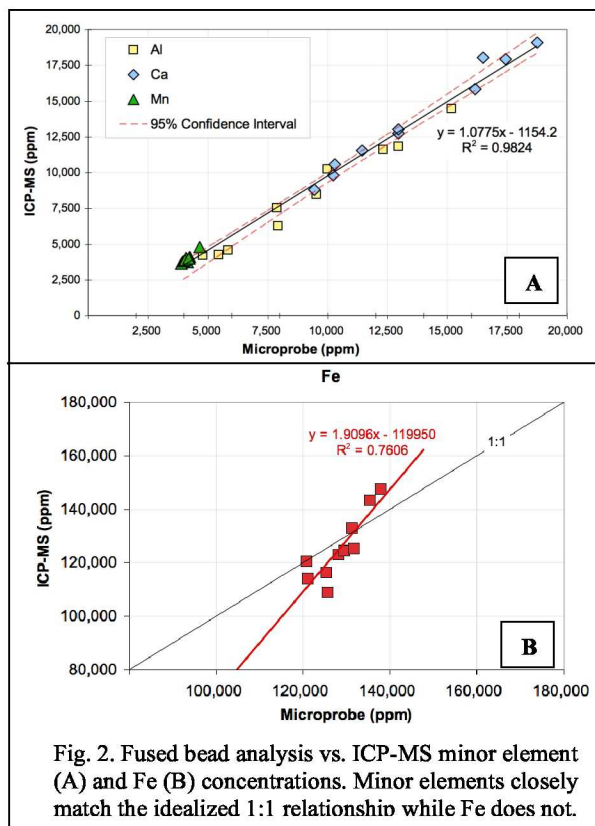 20,000
17,500
15,000
12,500
10,000
7,500
5,000
2,500
0
ICP-MS (ppm)
Al
Ca
Mn
95% Confidence Interval
y = 1.0775x - 1154.2
R² = 0.9824
A
2,500 5,000 7,500 10,000 12,500 15,000 17,500 20,000
Microprobe (ppm)
Fe
180,000
160,000
140,000
120,000
100,000
80,000
ICP-MS (ppm)
y = 1.9096x - 119950
R² = 0.7606
1:1
B
100,000 120,000 140,000 160,000 180,000
Microprobe (ppm)
Fig. 2. Fused bead analysis vs. ICP-MS minor element
(A) and Fe (B) concentrations. Minor elements closely
match the idealized 1:1 relationship while Fe does not.